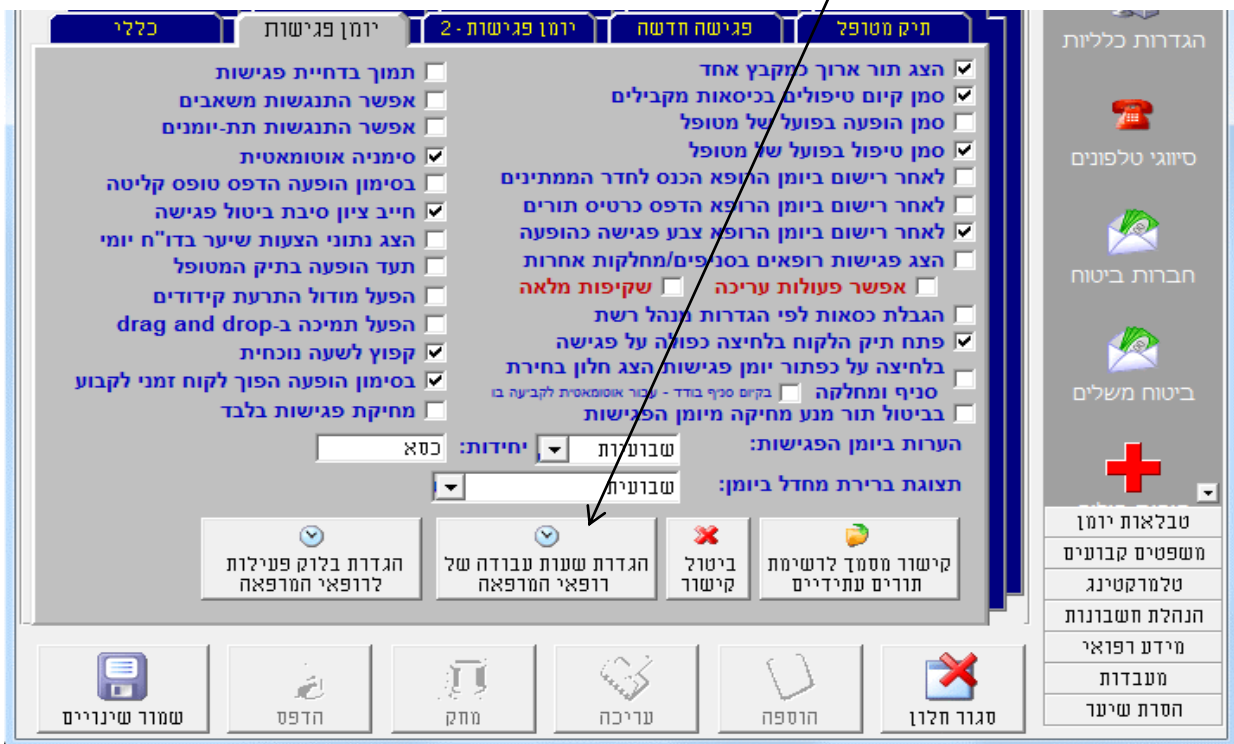 תיק מטופל
פגישה חדשה
יומן פגישות - 2
יומן פגישות
כללי
הצג תור ארוך כמקבץ אחד
סמן קיום טיפולים בכיסאות מקבילים
סמן הופעה בפועל של מטופל
סמן טיפול בפועל של מטופל
לאחר רישום ביומן הרופא הכנס לחדר הממתינים
לאחר רישום ביומן הרופא הדפס כרטיס תורים
לאחר רישום ביומן הרופא צבע פגישה כהופעה
הצג פגישות רופאים בסניפים/מחלקות אחרות
אפשר פעולות עריכה
שקיפות מלאה
הגבלת כסאות לפי הגדרות מנהל רשת
פתח תיק הלקוח בלחיצה כפולה על פגישה
בלחיצה על כפתור יומן פגישות הצג חלון בחירת
סניף ומחלקה
בקיום סניף בודד - עבור אוטומאטית לקביעה בו
בביטול תור מנע מחיקה מיומן הפגישות
תמוך בדחיית פגישות
אפשר התנגשות משאבים
אפשר התנגשות תת-יומנים
סימניה אוטומאטית
בסימון הופעה הדפס טופס קליטה
חייב ציון סיבת ביטול פגישה
הצג נתוני הצעות שיער בדו"ח יומי
תעד הופעה בתיק המטופל
הפעל מודול התרעת קידודים
הפעל תמיכה ב-drag and drop
קפוץ לשעה נוכחית
בסימון הופעה הפוך לקוח זמני לקבוע
מחיקת פגישות בלבד
הערות ביומן הפגישות:
שבועיות
יחידות:
כסא
תצוגת ברירת מחדל ביומן:
שבועית
קישור מסמך לרשימת
תורים עתידיים
ביטול
קישור
הגדרת שעות עבודה של
רופאי המרפאה
הגדרת בלוק פעילות
לרופאי המרפאה
סגור חלון
הוספה
עריכה
מחק
הדפס
שמור שינויים
הגדרות כלליות
סיווגי טלפונים
חברות ביטוח
ביטוח משלים
טבלאות יומן
משפטים קבועים
טלמרקטינג
הנהלת חשבונות
מידע רפואי
מעבדות
הסרת שיער